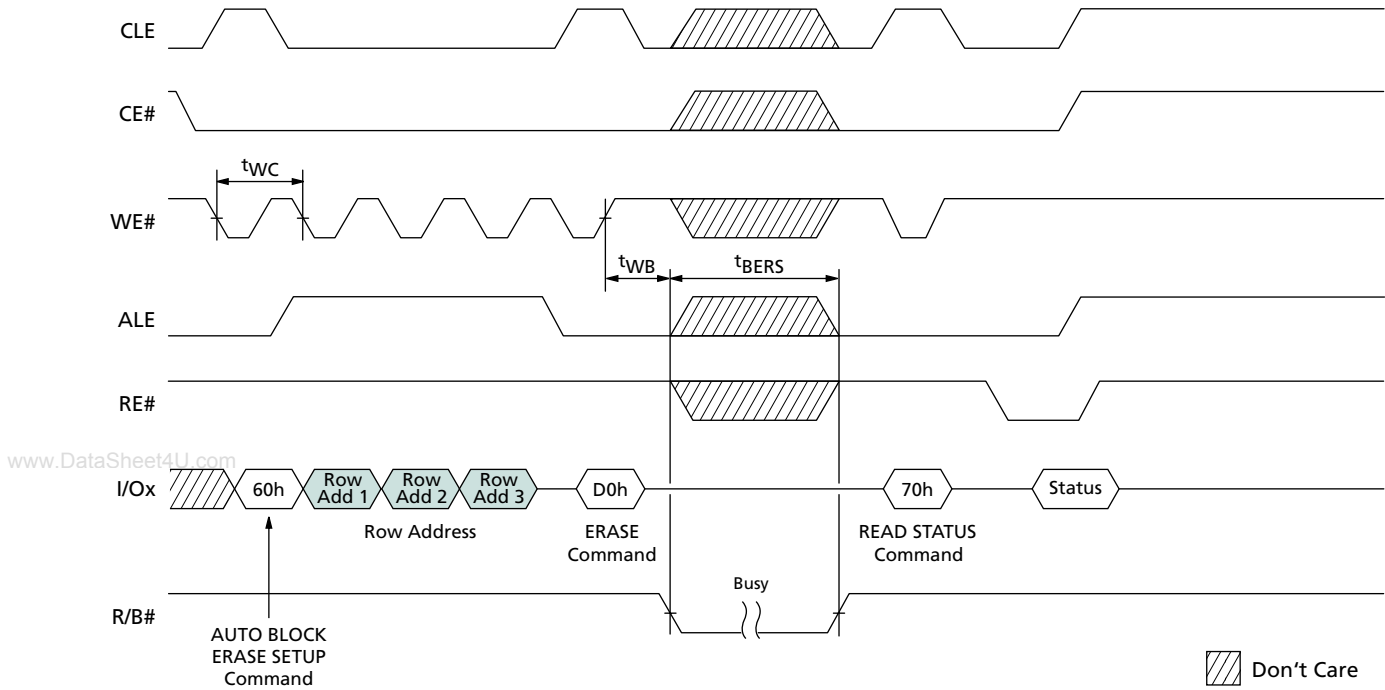 CLE
CE#
tWC
WE#
tWB
tBERS
ALE
RE#
www.DataSheet4U.com
I/Ox
60h
Row
Add 1
Row
Add 2
Row
Add 3
D0h
70h
Status
Row Address
ERASE
Command
READ STATUS
Command
Busy
R/B#
AUTO BLOCK
ERASE SETUP
Command
Don't Care